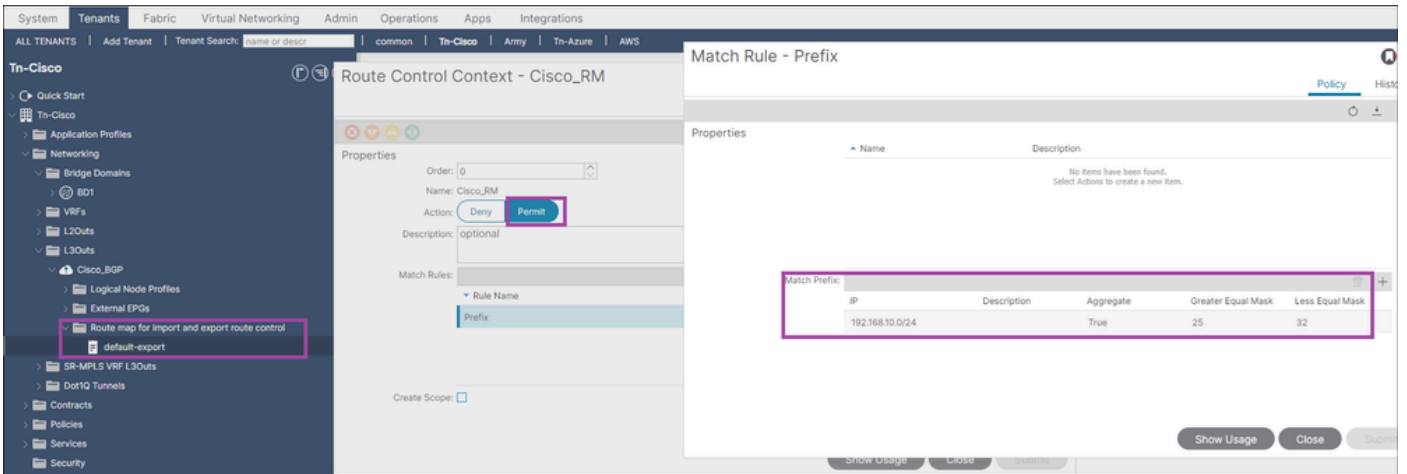 System Tenants Fabric Virtual Networking Admin Operations Apps Integrations
ALL TENANTS | Add Tenant | Tenant Search: name or descr | common | Tn-Cisco | Army | Tn-Azure | AWS
Tn-Cisco
Quick Start
Tn-Cisco
Application Profiles
Networking
Bridge Domains
BD1
VRFs
L2Outs
L3Outs
Cisco_BGP
Logical Node Profiles
External EPGs
Route map for import and export route control
default-export
SR-MPLS VRF L3Outs
Dot1Q Tunnels
Contracts
Policies
Services
Security
Route Control Context - Cisco_RM
Properties
Order: 0
Name: Cisco_RM
Action: Deny Permit
Description: optional
Match Rules:
Rule Name
Prefix
Create Scope:
Show Usage Close Submit
Match Rule - Prefix
Policy Histo
Properties
Name Description
No items have been found.
Select Actions to create a new item.
Match Prefix:
IP Description Aggregate Greater Equal Mask Less Equal Mask
192.168.10.0/24 True 25 32
Show Usage Close Submit